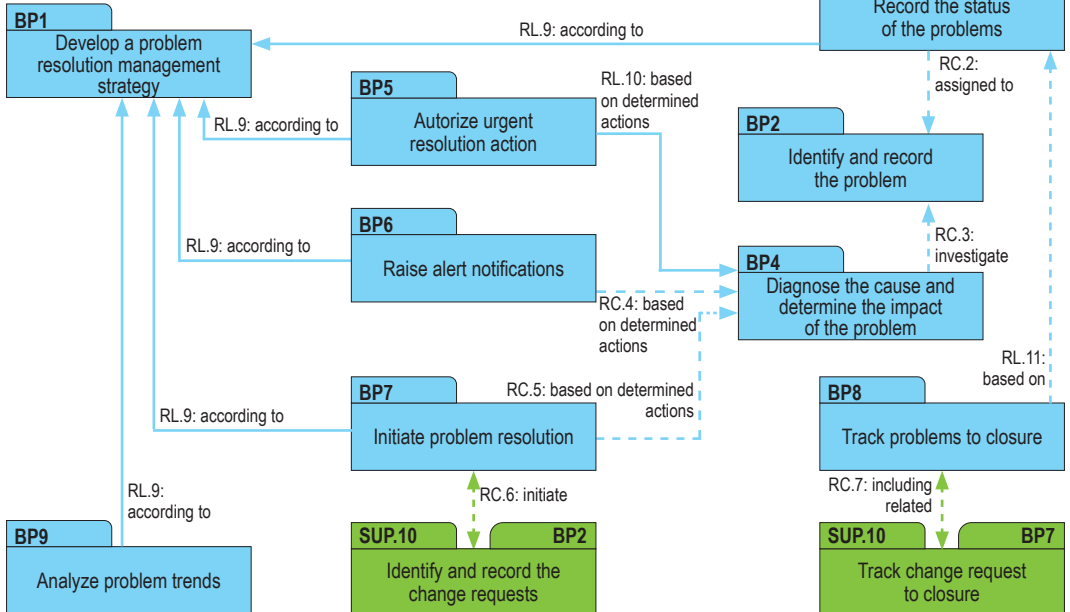 BP1
Develop a problem
resolution management
strategy
RL.9: according to
Record the status
of the problems
RC.2:
assigned to
BP5
Autorize urgent
resolution action
RL.9: according to
RL.10: based
on determined
actions
BP2
Identify and record
the problem
BP6
Raise alert notifications
RL.9: according to
RC.3:
investigate
BP4
Diagnose the cause and
determine the impact
of the problem
RC.4: based
on determined
actions
RL.11:
based on
BP7
Initiate problem resolution
RL.9: according to
RC.5: based on determined
actions
BP8
Track problems to closure
RC.6: initiate
RC.7: including
related
RL.9:
according to
BP9
Analyze problem trends
SUP.10
BP2
Identify and record the
change requests
SUP.10
BP7
Track change request
to closure